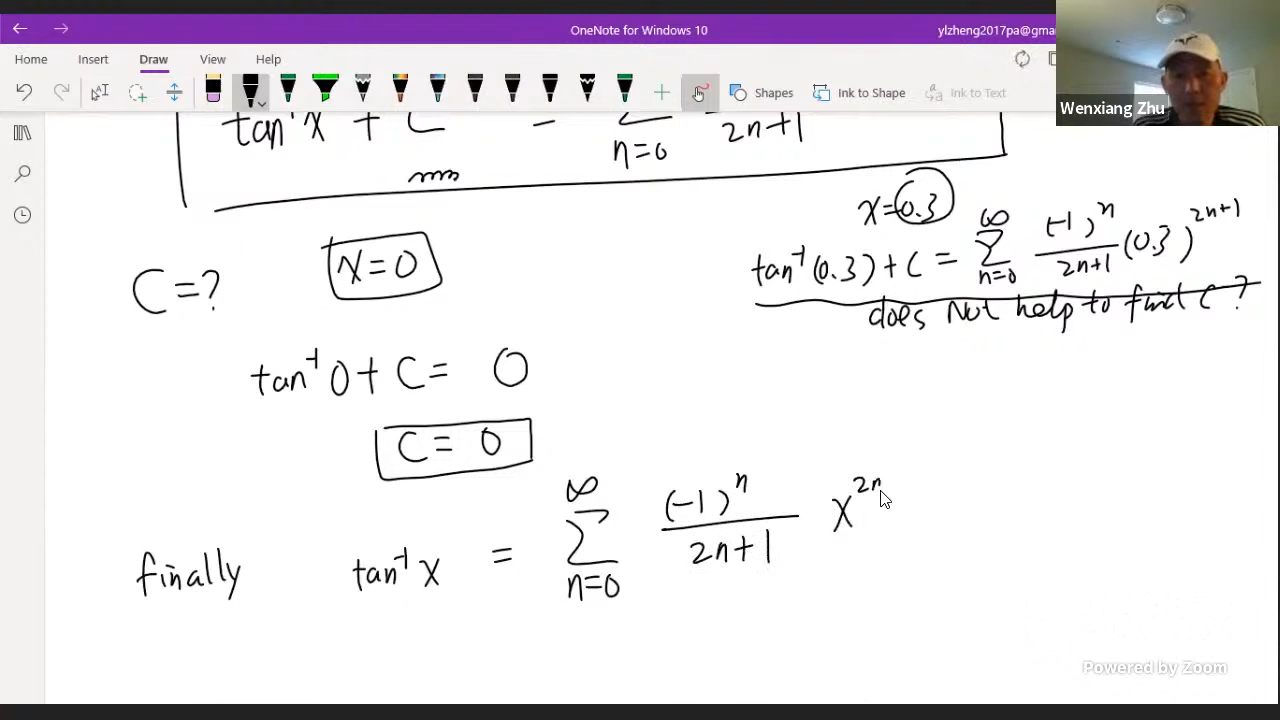 OneNote for Windows 10
ylzheng2017pa@gma
Home Insert Draw View Help
Shapes Ink to Shape Ink to Text
Wenxiang Zhu
tan⁻¹x + C = ∑ n=0 2n+1
x=0.3
tan⁻¹(0.3) + C = ∑ n=0 ∞ (-1)ⁿ/2n+1 (0.3)²ⁿ⁺¹
does Not help to find C ?
C=? x=0
tan⁻¹0 + C = 0
C = 0
finally tan⁻¹x = ∑ n=0 ∞ (-1)ⁿ/2n+1 x²ⁿ
Powered by Zoom